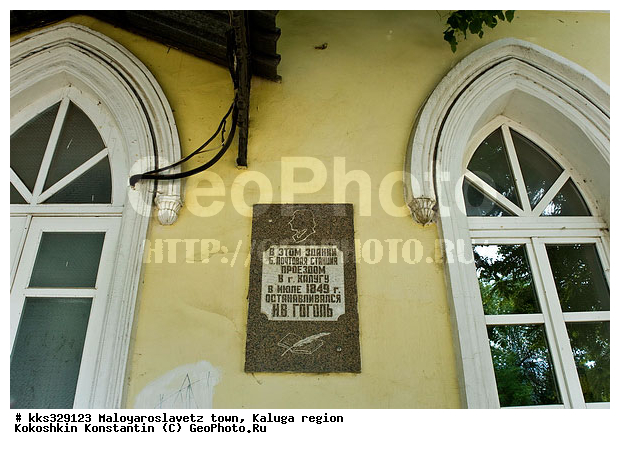 GeoPhoto
HTTP://GEOPHOTO.RU
В ЭТОМ ЗДАНИИ
Б. ПОЧТОВАЯ СТАНЦИЯ
ПРОЕЗДОМ
В г. КАЛУГУ
В ИЮЛЕ 1849 г.
ОСТАНАВЛИВАЛСЯ
Н.В. ГОГОЛЬ
# kks329123 Maloyaroslavetz town, Kaluga region
Kokoshkin Konstantin (C) GeoPhoto.Ru